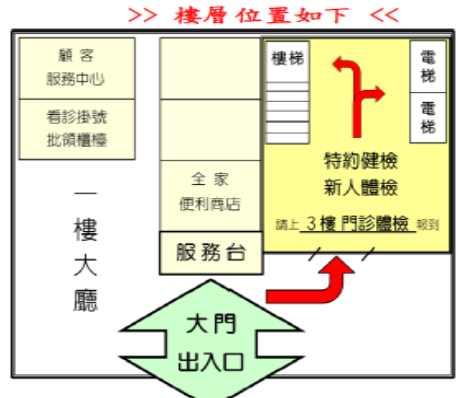 >> 樓層位置如下 <<
顧客
服務中心
看診掛號
批領櫃檯
一樓大廳
全家
便利商店
服務台
樓梯
電梯
電梯
特約健檢
新人體檢
請上 3樓門診體檢 報到
大門
出入口